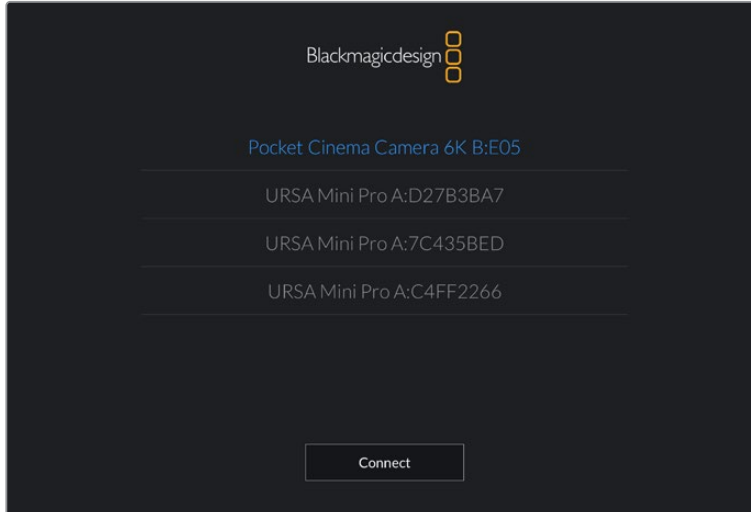 Blackmagicdesign
Pocket Cinema Camera 6K B:E05
URSA Mini Pro A:D27B3BA7
URSA Mini Pro A:7C435BED
URSA Mini Pro A:C4FF2266
Connect